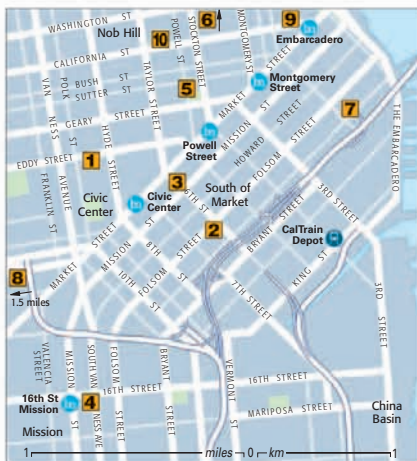 WASHINGTON ST
Nob Hill
POWELL ST
STOCKTON STREET
6
MONTGOMERY ST
9
Embarcadero
10
CALIFORNIA ST
TAYLOR STREET
STREET
Montgomery
Street
VAN NESS AVENUE
POLK ST
BUSH ST
SUTTER ST
5
MARKET
MISSION ST
7
GEARY STREET
HYDE STREET
Powell
Street
HOWARD STREET
FOLSOM STREET
THE EMBARCADERO
EDDY STREET
1
3
6TH ST
South of
Market
FRANKLIN ST
Civic
Center
Civic
Center
3RD STREET
2
BRYANT STREET
CalTrain
Depot
MARKET STREET
MISSION ST
8TH ST
FOLSOM STREET
10TH ST
7TH STREET
KING ST
3RD STREET
8
1.5 miles
VALENCIA STREET
MISSION ST
SOUTH VAN NESS AVE
FOLSOM STREET
BRYANT ST
VERMONT ST
16TH STREET
16th St
Mission
4
MARIPOSA STREET
China
Basin
Mission
1 miles 0 km 1